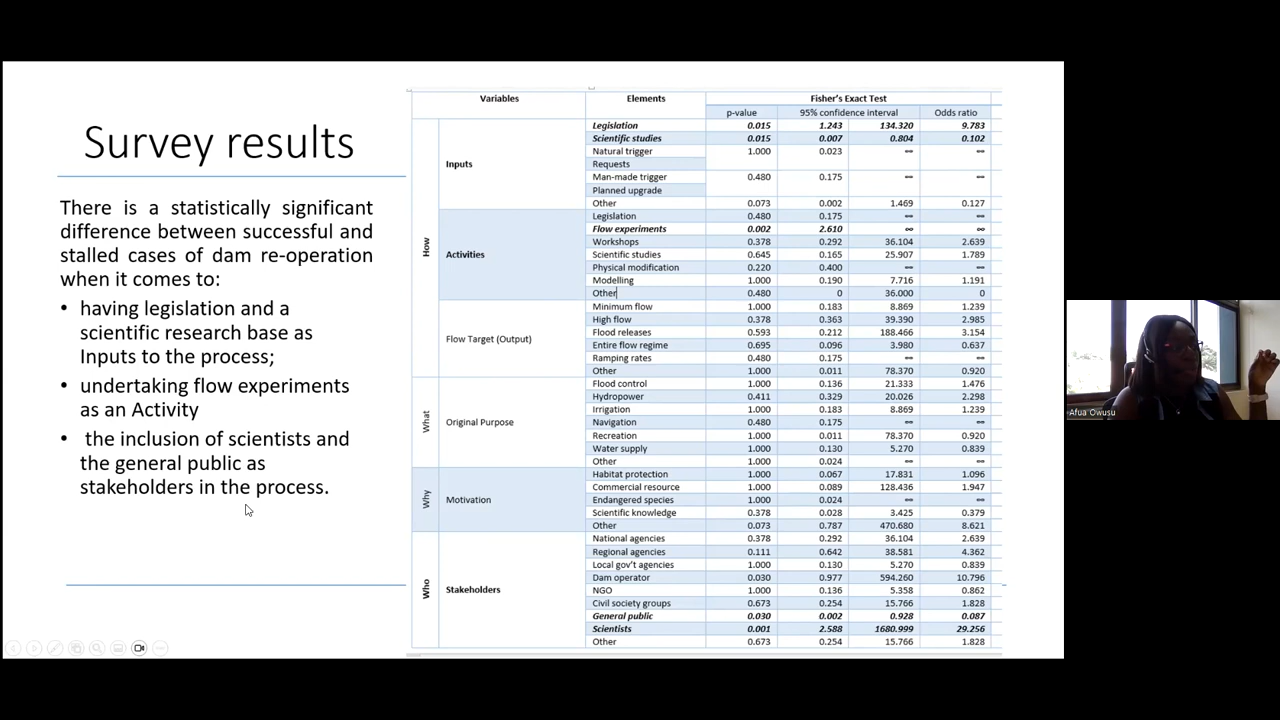 Survey results
There is a statistically significant
difference between successful and
stalled cases of dam re-operation
when it comes to:
• having legislation and a
scientific research base as
Inputs to the process;
• undertaking flow experiments
as an Activity
• the inclusion of scientists and
the general public as
stakeholders in the process.
Variables Elements Fisher's Exact Test
p-value 95% confidence interval Odds ratio
How
Inputs
Legislation 0.015 1.243 134.320 9.783
Scientific studies 0.015 0.007 0.804 0.102
Natural trigger 1.000 0.023 ∞ ∞
Requests
Man-made trigger 0.480 0.175 ∞ ∞
Planned upgrade
Other 0.073 0.002 1.469 0.127
Activities
Legislation 0.480 0.175 ∞ ∞
Flow experiments 0.002 2.610 ∞ ∞
Workshops 0.378 0.292 36.104 2.639
Scientific studies 0.645 0.165 25.907 1.789
Physical modification 0.220 0.400 ∞ ∞
Modelling 1.000 0.190 7.716 1.191
Other 0.480 0 36.000 0
Flow Target (Output)
Minimum flow 1.000 0.183 8.869 1.239
High flow 0.378 0.363 39.390 2.985
Flood releases 0.593 0.212 188.466 3.154
Entire flow regime 0.695 0.096 3.980 0.637
Ramping rates 0.480 0.175 ∞ ∞
Other 1.000 0.011 78.370 0.920
What
Original Purpose
Flood control 1.000 0.136 21.333 1.476
Hydropower 0.411 0.329 20.026 2.298
Irrigation 1.000 0.183 8.869 1.239
Navigation 0.480 0.175 ∞ ∞
Recreation 1.000 0.011 78.370 0.920
Water supply 1.000 0.130 5.270 0.839
Other 1.000 0.024 ∞ ∞
Why
Motivation
Habitat protection 1.000 0.067 17.831 1.096
Commercial resource 1.000 0.089 128.436 1.947
Endangered species 1.000 0.024 ∞ ∞
Scientific knowledge 0.378 0.028 3.425 0.379
Other 0.073 0.787 470.680 8.621
Who
Stakeholders
National agencies 0.378 0.292 36.104 2.639
Regional agencies 0.111 0.642 38.581 4.362
Local gov't agencies 1.000 0.130 5.270 0.839
Dam operator 0.030 0.977 594.260 10.796
NGO 1.000 0.136 5.358 0.862
Civil society groups 0.673 0.254 15.766 1.828
General public 0.030 0.002 0.928 0.087
Scientists 0.001 2.588 1680.999 29.256
Other 0.673 0.254 15.766 1.828
Afua Owusu